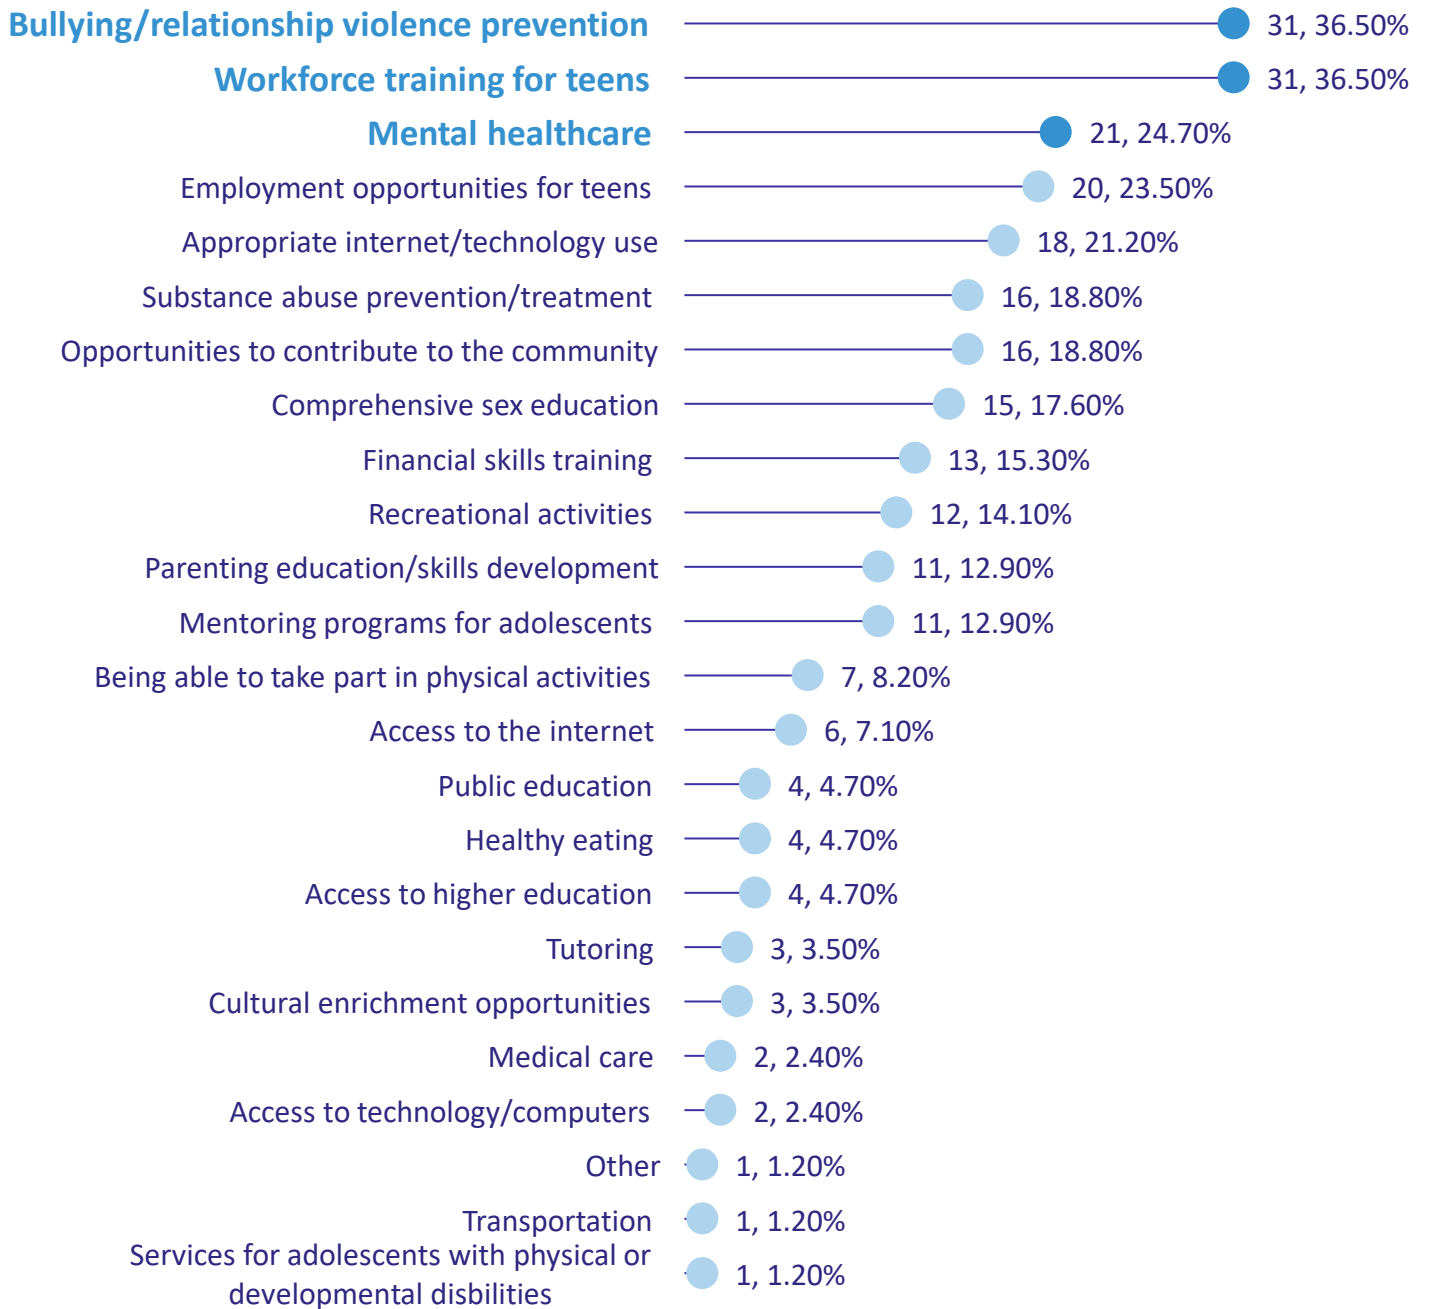 Bullying/relationship violence prevention 31, 36.50%
Workforce training for teens 31, 36.50%
Mental healthcare 21, 24.70%
Employment opportunities for teens 20, 23.50%
Appropriate internet/technology use 18, 21.20%
Substance abuse prevention/treatment 16, 18.80%
Opportunities to contribute to the community 16, 18.80%
Comprehensive sex education 15, 17.60%
Financial skills training 13, 15.30%
Recreational activities 12, 14.10%
Parenting education/skills development 11, 12.90%
Mentoring programs for adolescents 11, 12.90%
Being able to take part in physical activities 7, 8.20%
Access to the internet 6, 7.10%
Public education 4, 4.70%
Healthy eating 4, 4.70%
Access to higher education 4, 4.70%
Tutoring 3, 3.50%
Cultural enrichment opportunities 3, 3.50%
Medical care 2, 2.40%
Access to technology/computers 2, 2.40%
Other 1, 1.20%
Transportation 1, 1.20%
Services for adolescents with physical or
developmental disbilities 1, 1.20%